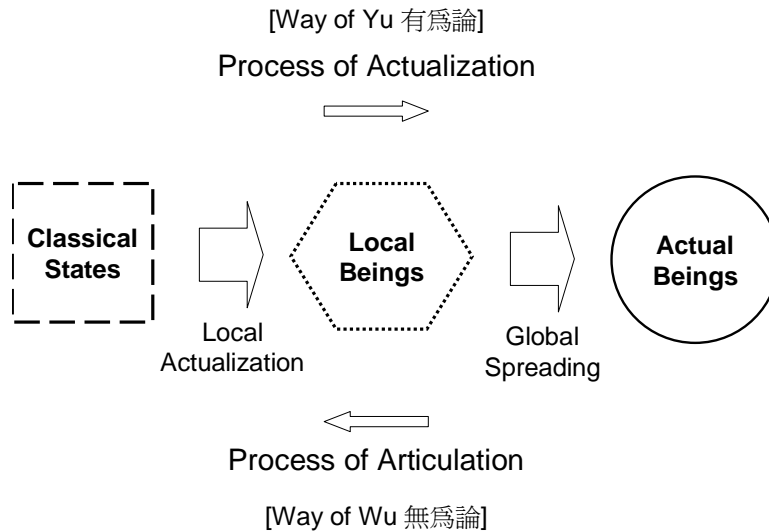 [Way of Yu 有爲論]
Process of Actualization
Classical
States
Local
Actualization
Local
Beings
Global
Spreading
Actual
Beings
Process of Articulation
[Way of Wu 無爲論]